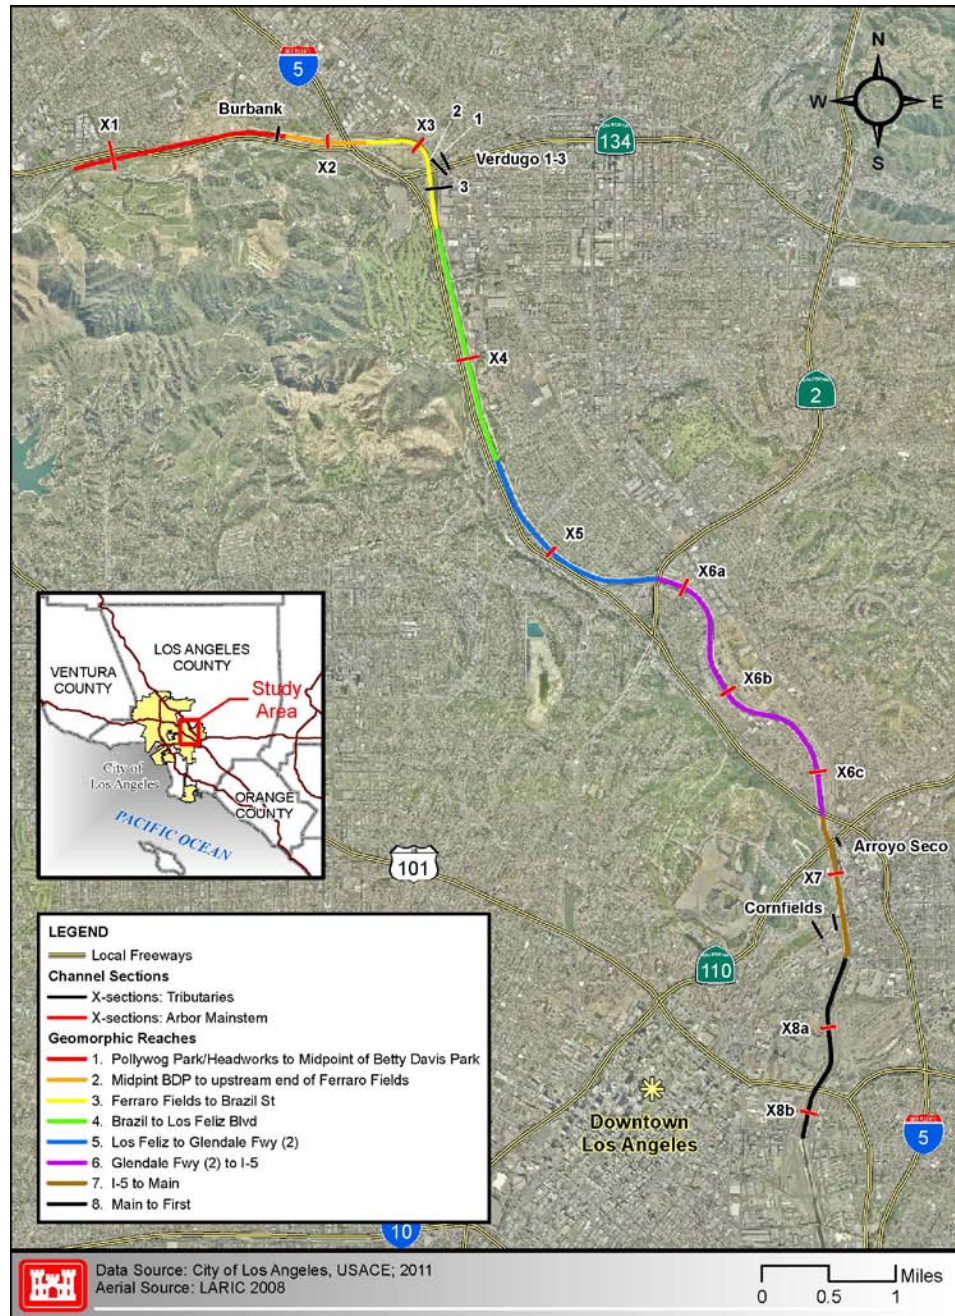 N
W
E
S
5
Burbank
X1
X2
X3
2
1
Verdugo 1-3
134
3
X4
2
X5
X6a
X6b
X6c
Arroyo Seco
X7
Cornfields
101
110
X8a
X8b
Downtown
Los Angeles
5
10
VENTURA
COUNTY
LOS ANGELES
COUNTY
Study
Area
City of
Los Angeles
ORANGE
COUNTY
PACIFIC OCEAN
LEGEND
Local Freeways
Channel Sections
X-sections: Tributaries
X-sections: Arbor Mainstem
Geomorphic Reaches
1. Pollywog Park/Headworks to Midpoint of Betty Davis Park
2. Midpint BDP to upstream end of Ferraro Fields
3. Ferraro Fields to Brazil St
4. Brazil to Los Feliz Blvd
5. Los Feliz to Glendale Fwy (2)
6. Glendale Fwy (2) to I-5
7. I-5 to Main
8. Main to First
Data Source: City of Los Angeles, USACE; 2011
Aerial Source: LARIC 2008
Miles
0 0.5 1